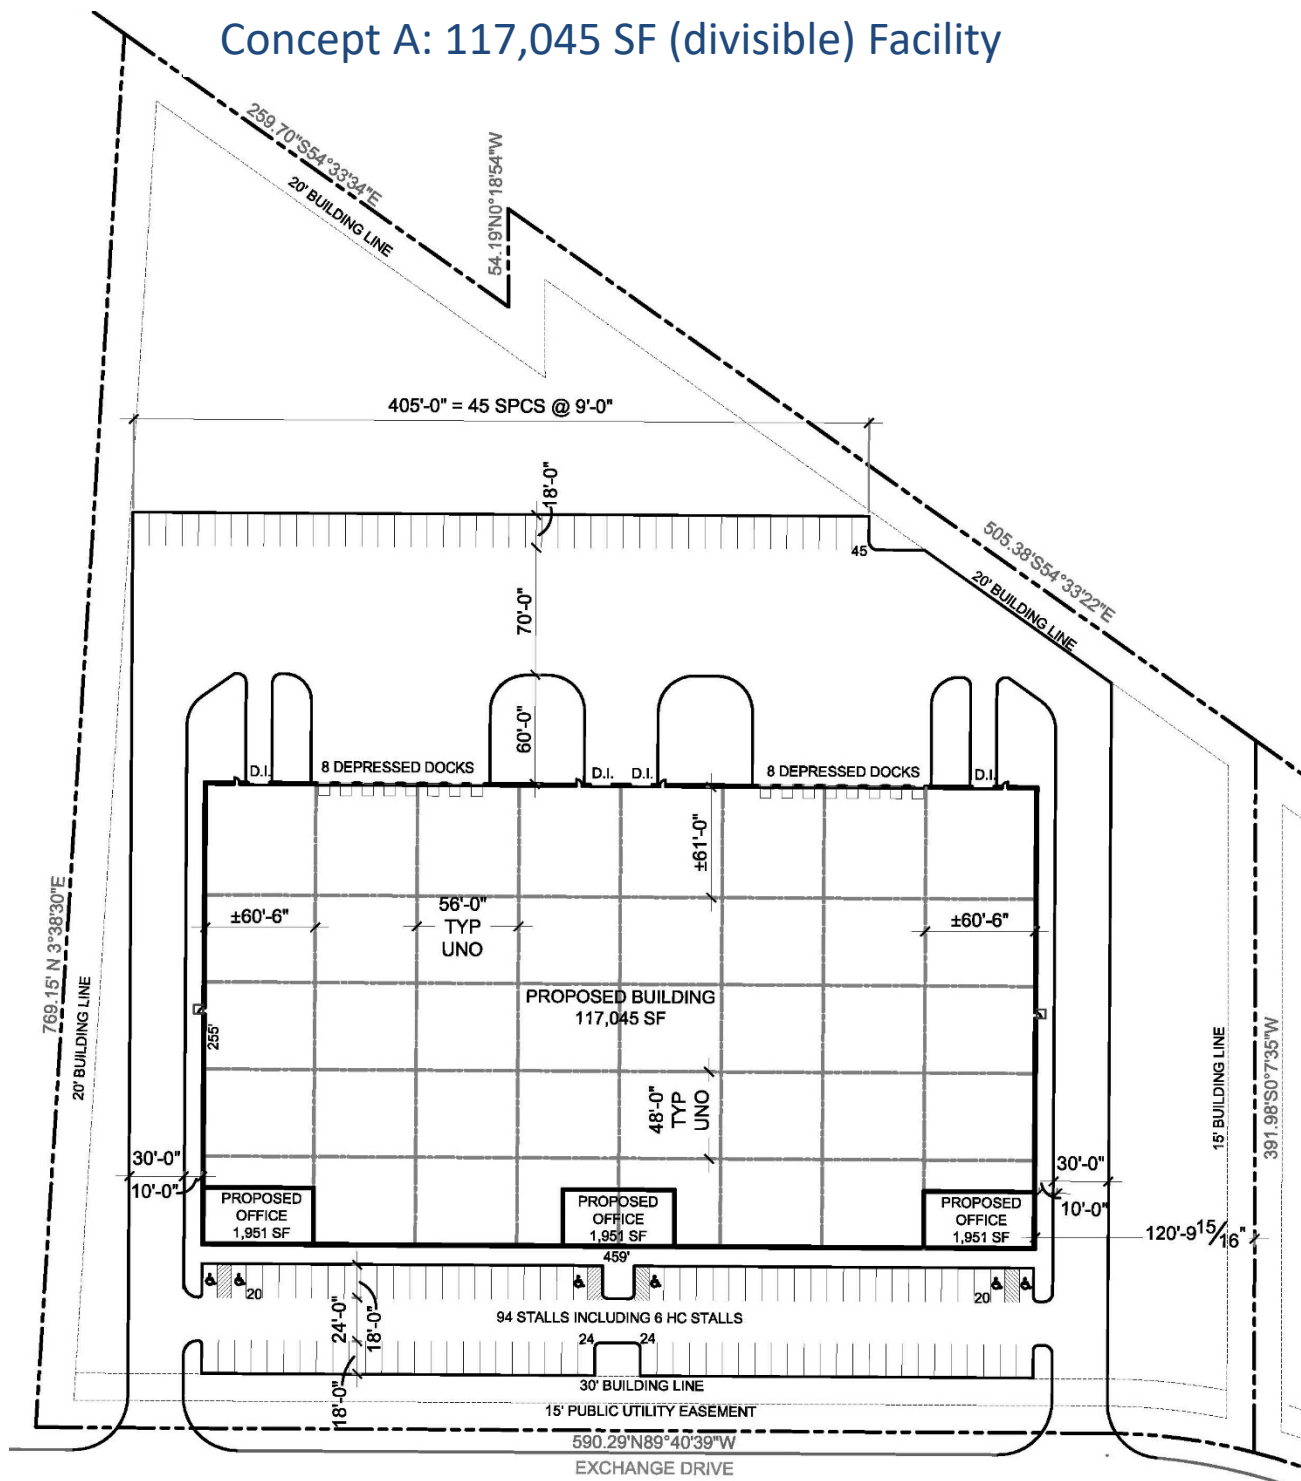 Concept A: 117,045 SF (divisible) Facility
259.70"S54°33'34"E
20' BUILDING LINE
54.19'N0°18'54"W
405'-0" = 45 SPCS @ 9'-0"
18'-0"
45
505.38'S54°33'22"E
20' BUILDING LINE
70'-0"
60'-0"
D.I.
8 DEPRESSED DOCKS
D.I.
D.I.
8 DEPRESSED DOCKS
D.I.
±61'-0"
±60'-6"
56'-0"
TYP
UNO
±60'-6"
769.15' N 3°38'30"E
20' BUILDING LINE
255'
PROPOSED BUILDING
117,045 SF
48'-0"
TYP
UNO
15' BUILDING LINE
391.98'S0°7'35"W
30'-0"
10'-0"
30'-0"
10'-0"
120'-9 15/16"
PROPOSED
OFFICE
1,951 SF
PROPOSED
OFFICE
1,951 SF
PROPOSED
OFFICE
1,951 SF
459'
20
20
94 STALLS INCLUDING 6 HC STALLS
24'-0"
18'-0"
24
24
18'-0"
30' BUILDING LINE
15' PUBLIC UTILITY EASEMENT
590.29'N89°40'39"W
EXCHANGE DRIVE